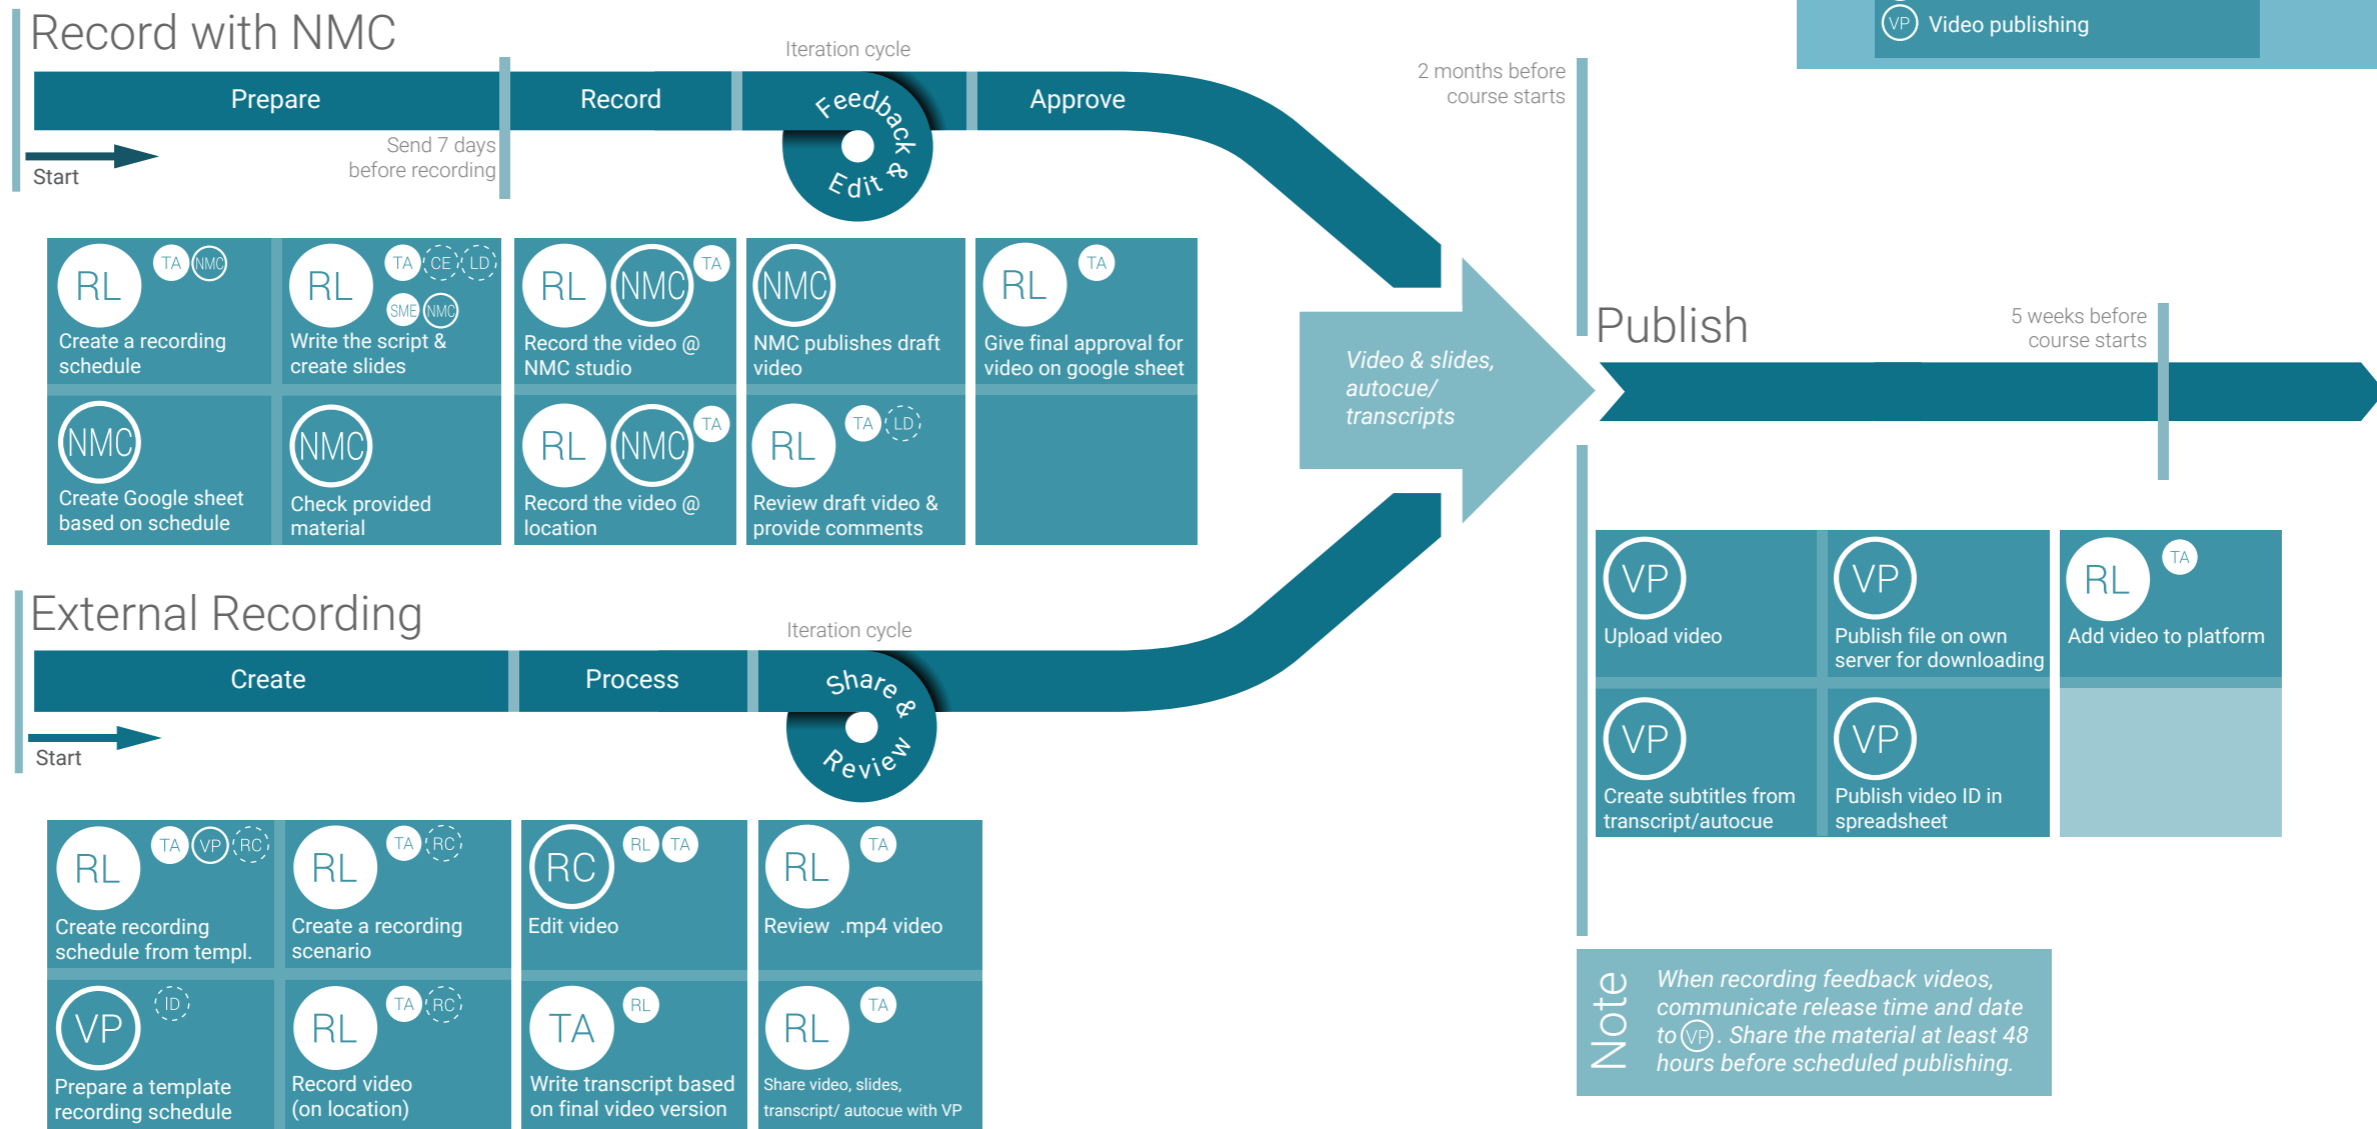 VP Video publishing
Record with NMC
Iteration cycle
Prepare
Record
Feedback &
Edit
Approve
Send 7 days
before recording
Start
2 months before
course starts
RL TA NMC
Create a recording
schedule
RL TA CE LD
SME NMC
Write the script &
create slides
RL NMC TA
Record the video @
NMC studio
NMC
NMC publishes draft
video
RL TA
Give final approval for
video on google sheet
NMC
Create Google sheet
based on schedule
NMC
Check provided
material
RL NMC TA
Record the video @
location
RL TA LD
Review draft video &
provide comments
Video & slides,
autocue/
transcripts
Publish
5 weeks before
course starts
External Recording
Iteration cycle
Create
Process
Share &
Review
Start
RL TA VP RC
Create recording
schedule from templ.
RL TA RC
Create a recording
scenario
RC RL TA
Edit video
RL TA
Review .mp4 video
VP ID
Prepare a template
recording schedule
RL TA RC
Record video
(on location)
TA RL
Write transcript based
on final video version
RL TA
Share video, slides,
transcript/ autocue with VP
VP
Upload video
VP
Publish file on own
server for downloading
RL TA
Add video to platform
VP
Create subtitles from
transcript/autocue
VP
Publish video ID in
spreadsheet
Note
When recording feedback videos,
communicate release time and date
to VP . Share the material at least 48
hours before scheduled publishing.